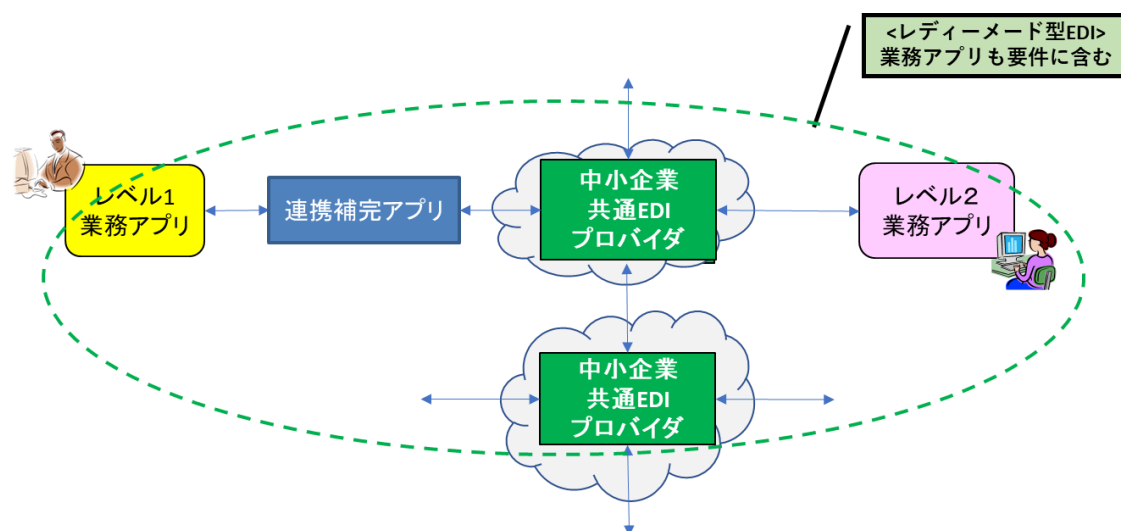 <レディーメード型EDI>
業務アプリも要件に含む
レベル1
業務アプリ
連携補完アプリ
中小企業
共通EDI
プロバイダ
レベル２
業務アプリ
中小企業
共通EDI
プロバイダ